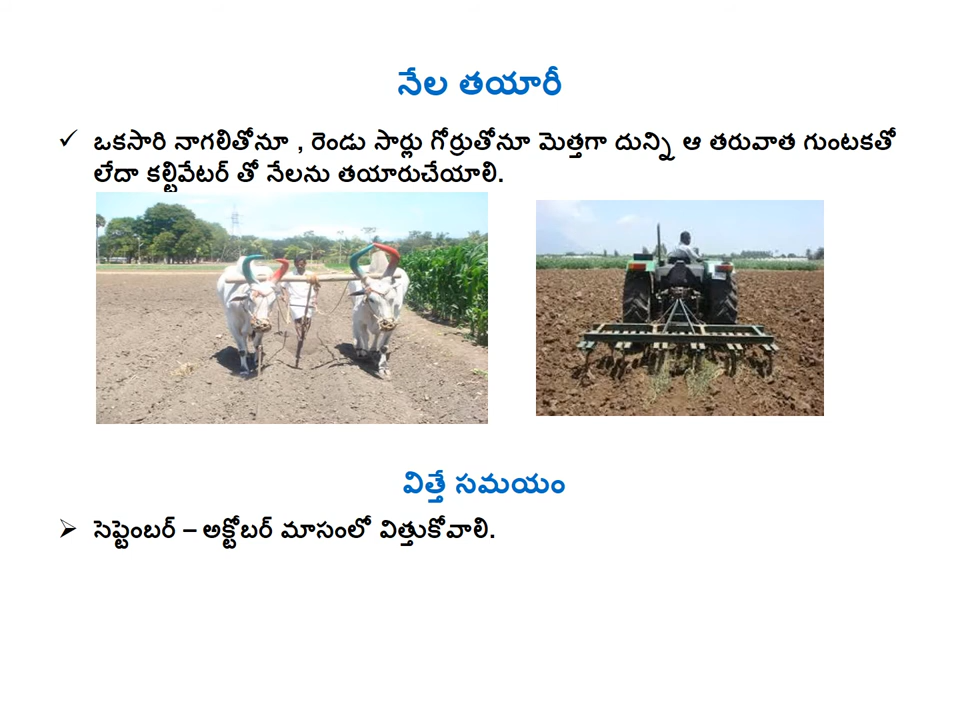 నేల తయారీ
✓ ఒకసారి నాగలితోనూ , రెండు సార్లు గోర్రుతోనూ మెత్తగా దున్ని ఆ తరువాత గుంటకతో
లేదా కల్టివేటర్ తో నేలను తయారుచేయాలి.
విత్తే సమయం
➢ సెప్టెంబర్ – అక్టోబర్ మాసంలో విత్తుకోవాలి.